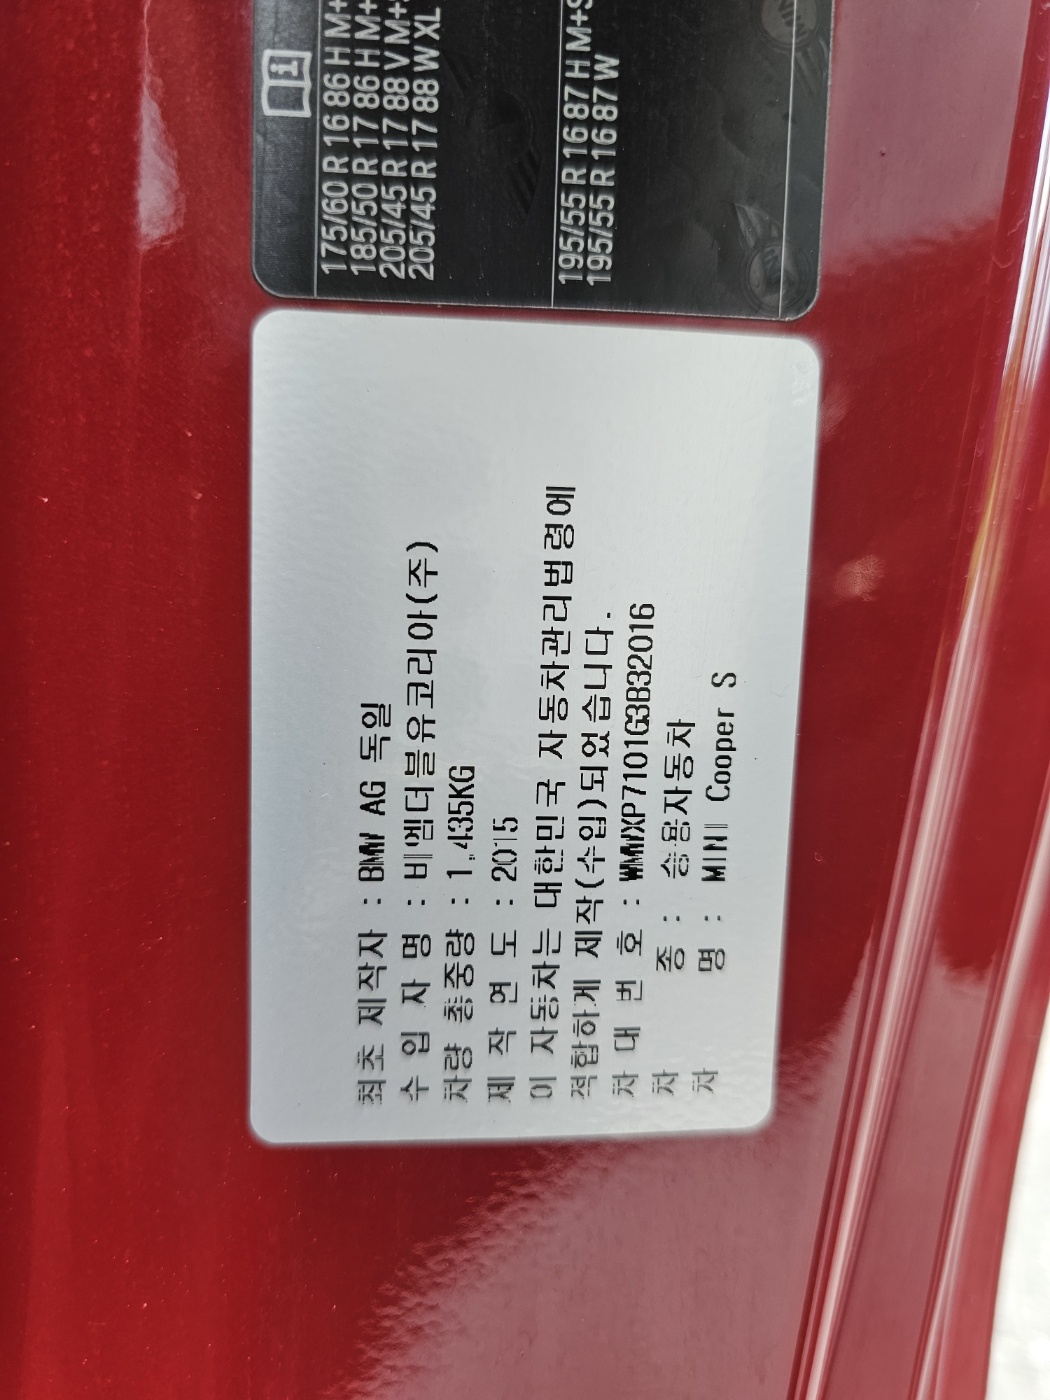 175/60 R 16 86 H M+
185/50 R 17 86 H M+
205/45 R 17 88 V M+
205/45 R 17 88 W XL
195/55 R 16 87 H M+S
195/55 R 16 87 W
최초 제작자 : BMW AG 독일
수 입 자 명 : 비엠더블유코리아(주)
차량 총중량 : 1,435KG
제 작 연 도 : 2015
이 자동차는 대한민국 자동차관리법령에
적합하게 제작(수입)되었습니다.
차 대 번 호 : WMWXP7101G3B32016
차 종 : 승용자동차
차 명 : MINI Cooper S